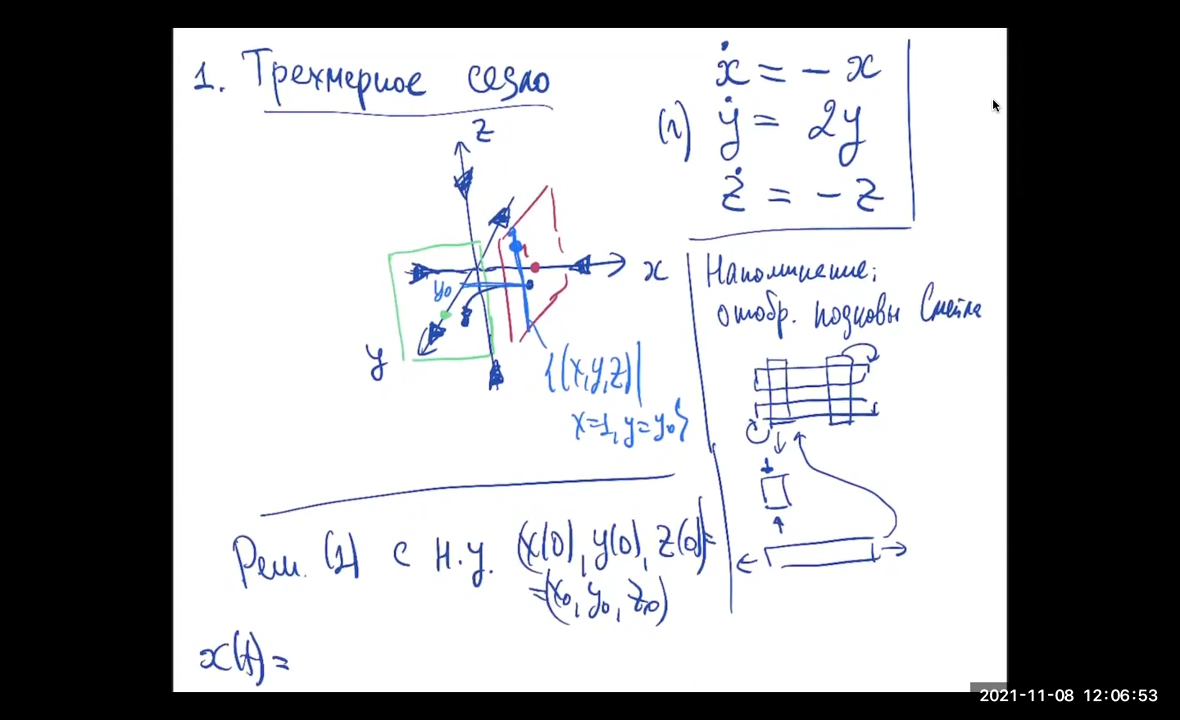 1. Трехмерное седло
ẋ = - x
(1) ẏ = 2y
ż = - z
z
x
y₀
1
y
{(x,y,z)|
x=1, y=y₀}
Напоминание:
отобр. подковы Смейла
Реш. (1) с н.у. (x(0), y(0), z(0))=
=(x₀, y₀, z₀)
x(t) =
2021-11-08 12:06:53